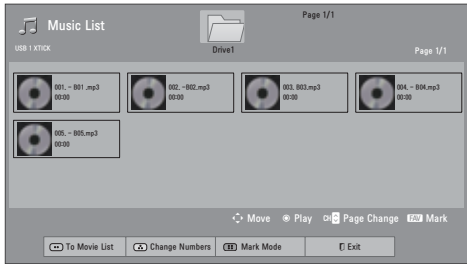 Music List
Page 1/1
USB 1 XTICK
Drive1
Page 1/1
001. - B01 .mp3
00:00
002. -B02.mp3
00:00
003. B03.mp3
00:00
004. - B04.mp3
00:00
005. - B05.mp3
00:00
Move Play CH Page Change FAV Mark
To Movie List Change Numbers Mark Mode Exit